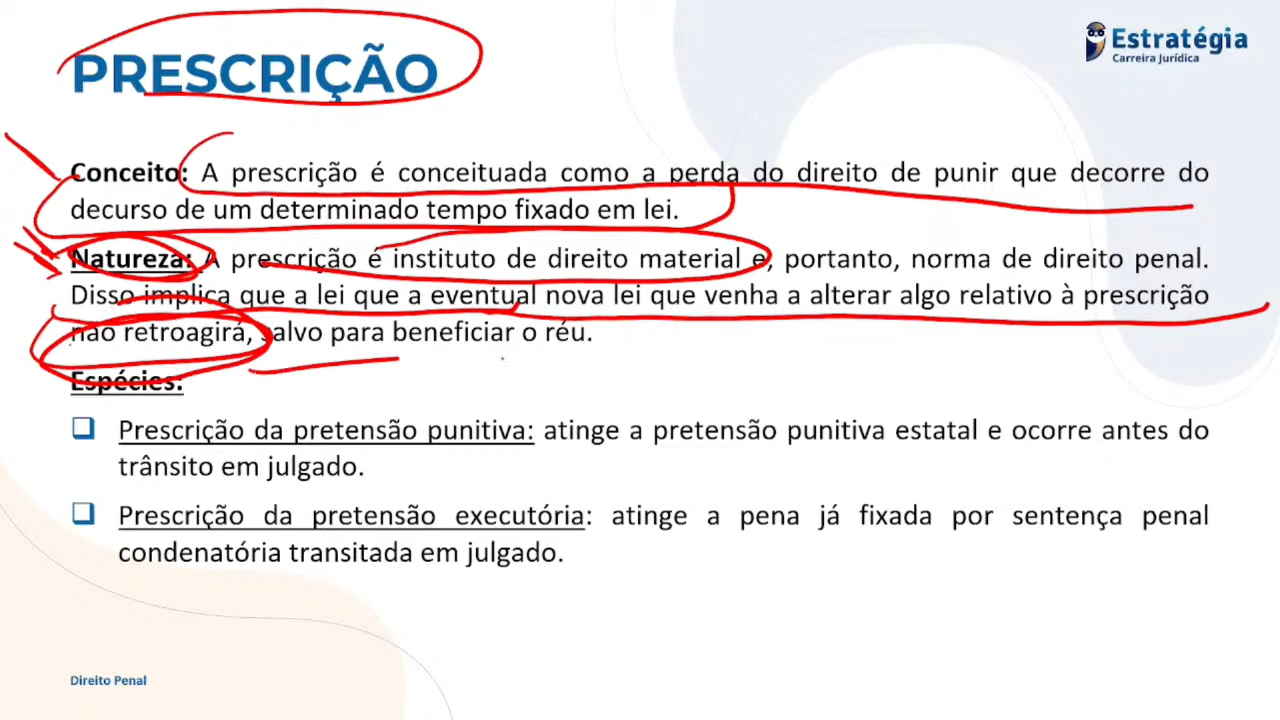 PRESCRIÇÃO
Estratégia
Carreira Jurídica
Conceito: A prescrição é conceituada como a perda do direito de punir que decorre do
decurso de um determinado tempo fixado em lei.
Natureza: A prescrição é instituto de direito material e, portanto, norma de direito penal.
Disso implica que a lei que a eventual nova lei que venha a alterar algo relativo à prescrição
não retroagirá, salvo para beneficiar o réu.
Espécies:
Prescrição da pretensão punitiva: atinge a pretensão punitiva estatal e ocorre antes do
trânsito em julgado.
Prescrição da pretensão executória: atinge a pena já fixada por sentença penal
condenatória transitada em julgado.
Direito Penal